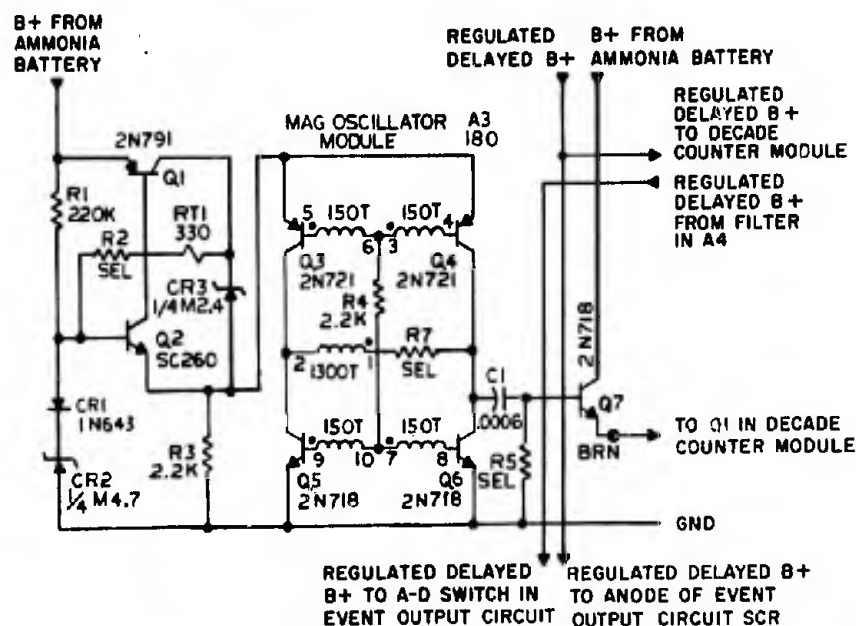 B+ FROM
AMMONIA
BATTERY
REGULATED
DELAYED B+
B+ FROM
AMMONIA BATTERY
REGULATED
DELAYED B+
TO DECADE
COUNTER MODULE
REGULATED
DELAYED B+
FROM FILTER
IN A4
MAG OSCILLATOR
MODULE
A3
180
2N791
Q1
R1
220K
R2
SEL
RT1
330
CR3
1/4M2.4
Q2
SC260
CR1
1N643
CR2
1/4 M4.7
R3
2.2K
5
150T
6
3
150T
4
Q3
2N721
Q4
2N721
R4
2.2K
2
1300T
1
R7
SEL
C1
.0006
2N718
Q7
BRN
TO Q1 IN DECADE
COUNTER MODULE
9
150T
10
7
150T
8
Q5
2N718
Q6
2N718
R5
SEL
GND
REGULATED DELAYED
B+ TO A-D SWITCH IN
EVENT OUTPUT CIRCUIT
REGULATED DELAYED B+
TO ANODE OF EVENT
OUTPUT CIRCUIT SCR